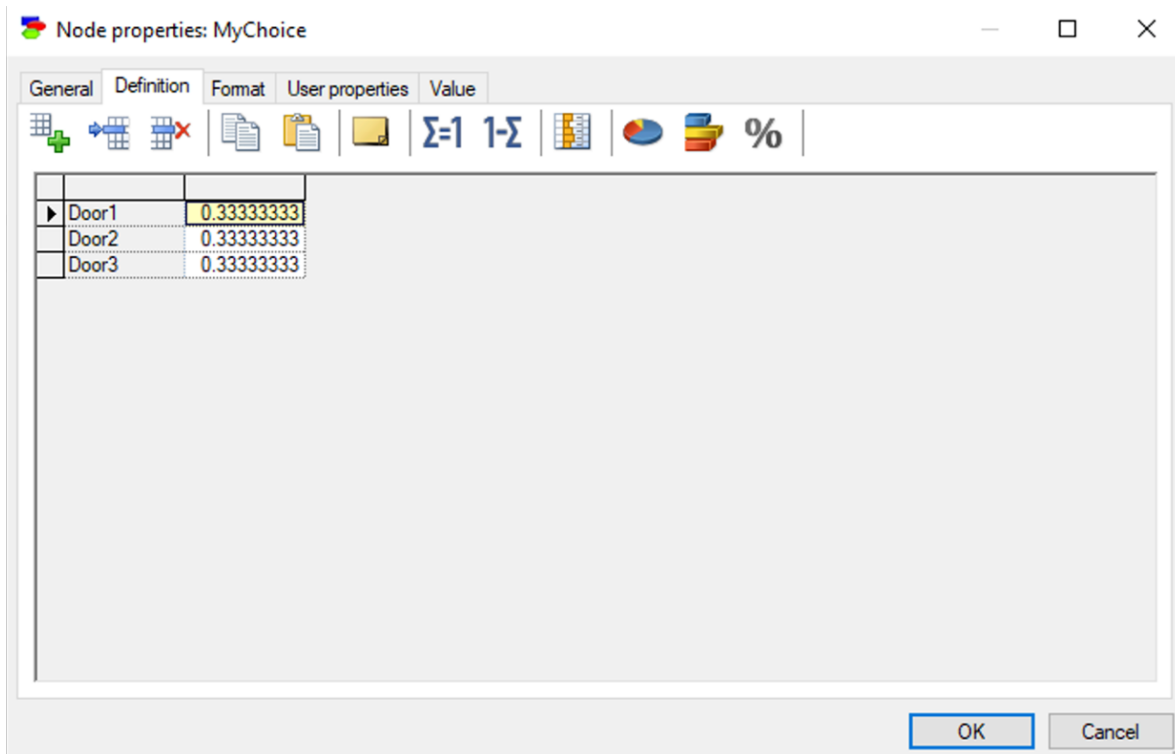 Node properties: MyChoice
General Definition Format User properties Value
Σ=1 1-Σ %
Door1 0.33333333
Door2 0.33333333
Door3 0.33333333
OK Cancel